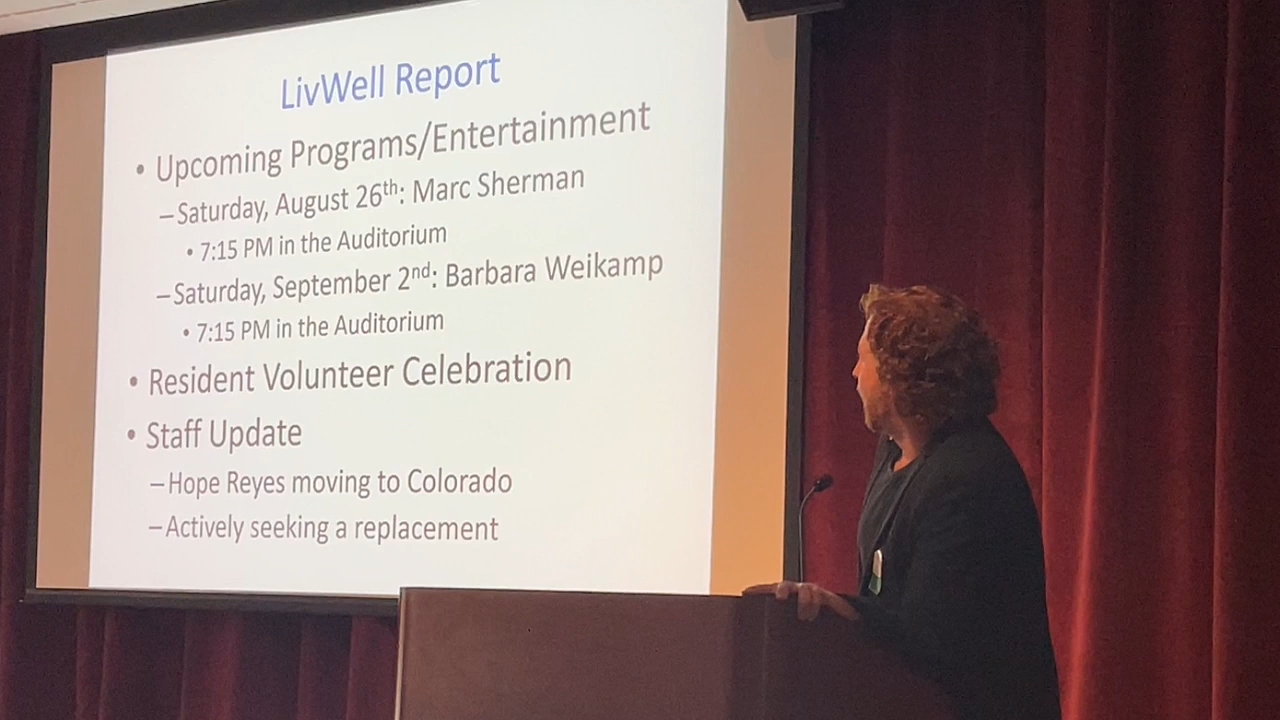 LivWell Report
• Upcoming Programs/Entertainment
–Saturday, August 26th: Marc Sherman
• 7:15 PM in the Auditorium
–Saturday, September 2nd: Barbara Weikamp
• 7:15 PM in the Auditorium
• Resident Volunteer Celebration
• Staff Update
–Hope Reyes moving to Colorado
–Actively seeking a replacement